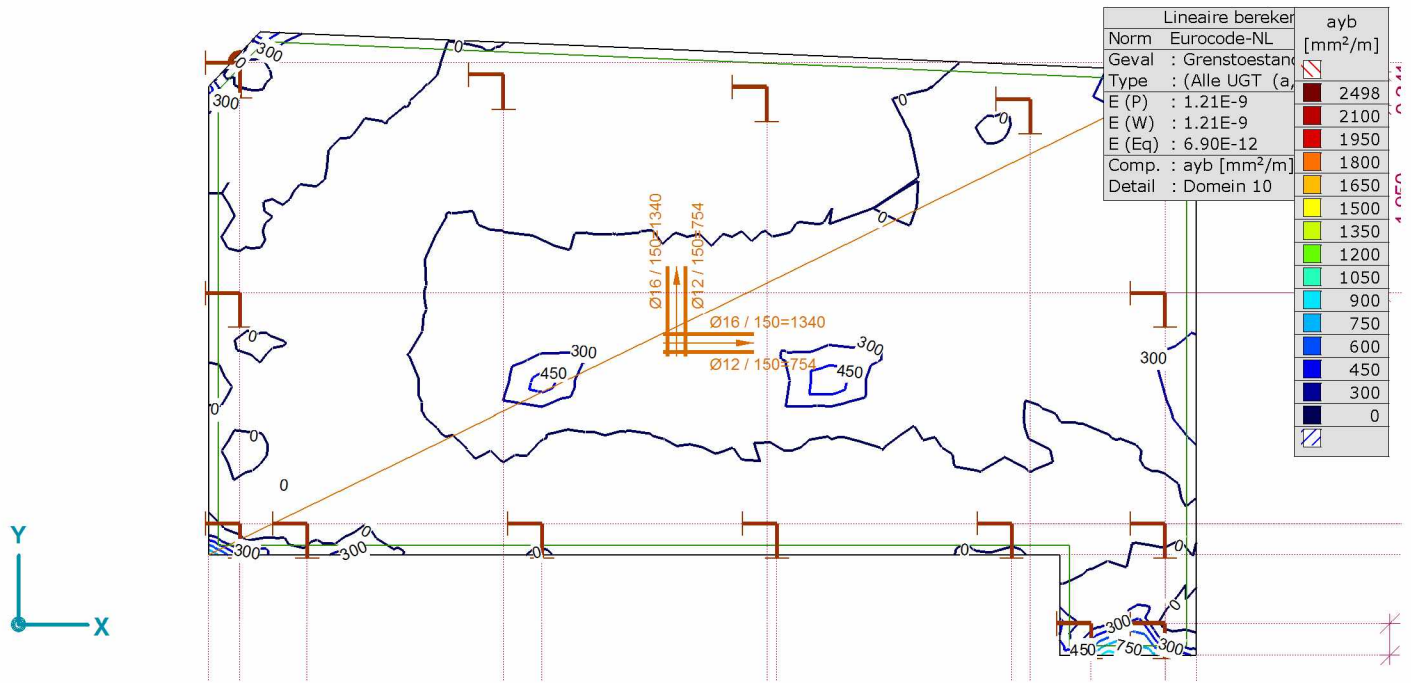 Lineaire bereker
Norm Eurocode-NL
Geval : Grenstoestand
Type : (Alle UGT (a,
E (P) : 1.21E-9
E (W) : 1.21E-9
E (Eq) : 6.90E-12
Comp. : ayb [mm²/m]
Detail : Domein 10
ayb
[mm²/m]
2498
2100
1950
1800
1650
1500
1350
1200
1050
900
750
600
450
300
0
300
0
0
300
0
0
0
Ø16 / 150=1340
Ø12 / 150=754
Ø16 / 150=1340
Ø12 / 150=754
0
300
450
300
450
300
0
0
0
300
0
300
0
0
0
0
300
450
750
300
Y
X